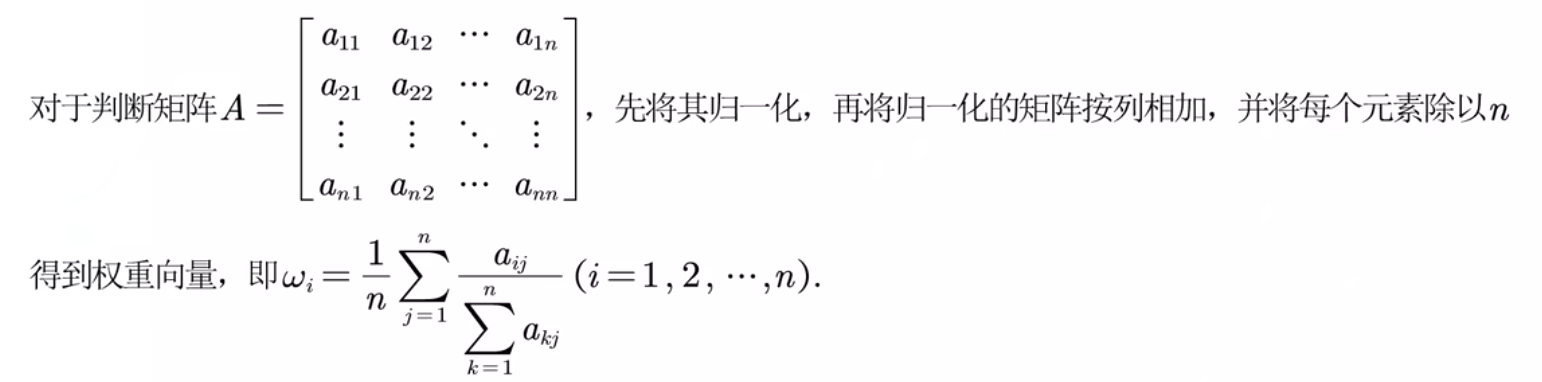 对于判断矩阵 $A = \begin{bmatrix} a_{11} & a_{12} & \cdots & a_{1n} \\ a_{21} & a_{22} & \cdots & a_{2n} \\ \vdots & \vdots & \ddots & \vdots \\ a_{n1} & a_{n2} & \cdots & a_{nn} \end{bmatrix}$，先将其归一化，再将归一化的矩阵按列相加，并将每个元素除以 $n$
得到权重向量，即 $\omega_i = \frac{1}{n} \sum_{j=1}^{n} \frac{a_{ij}}{\sum_{k=1}^{n} a_{kj}} (i=1,2,\cdots,n)$.